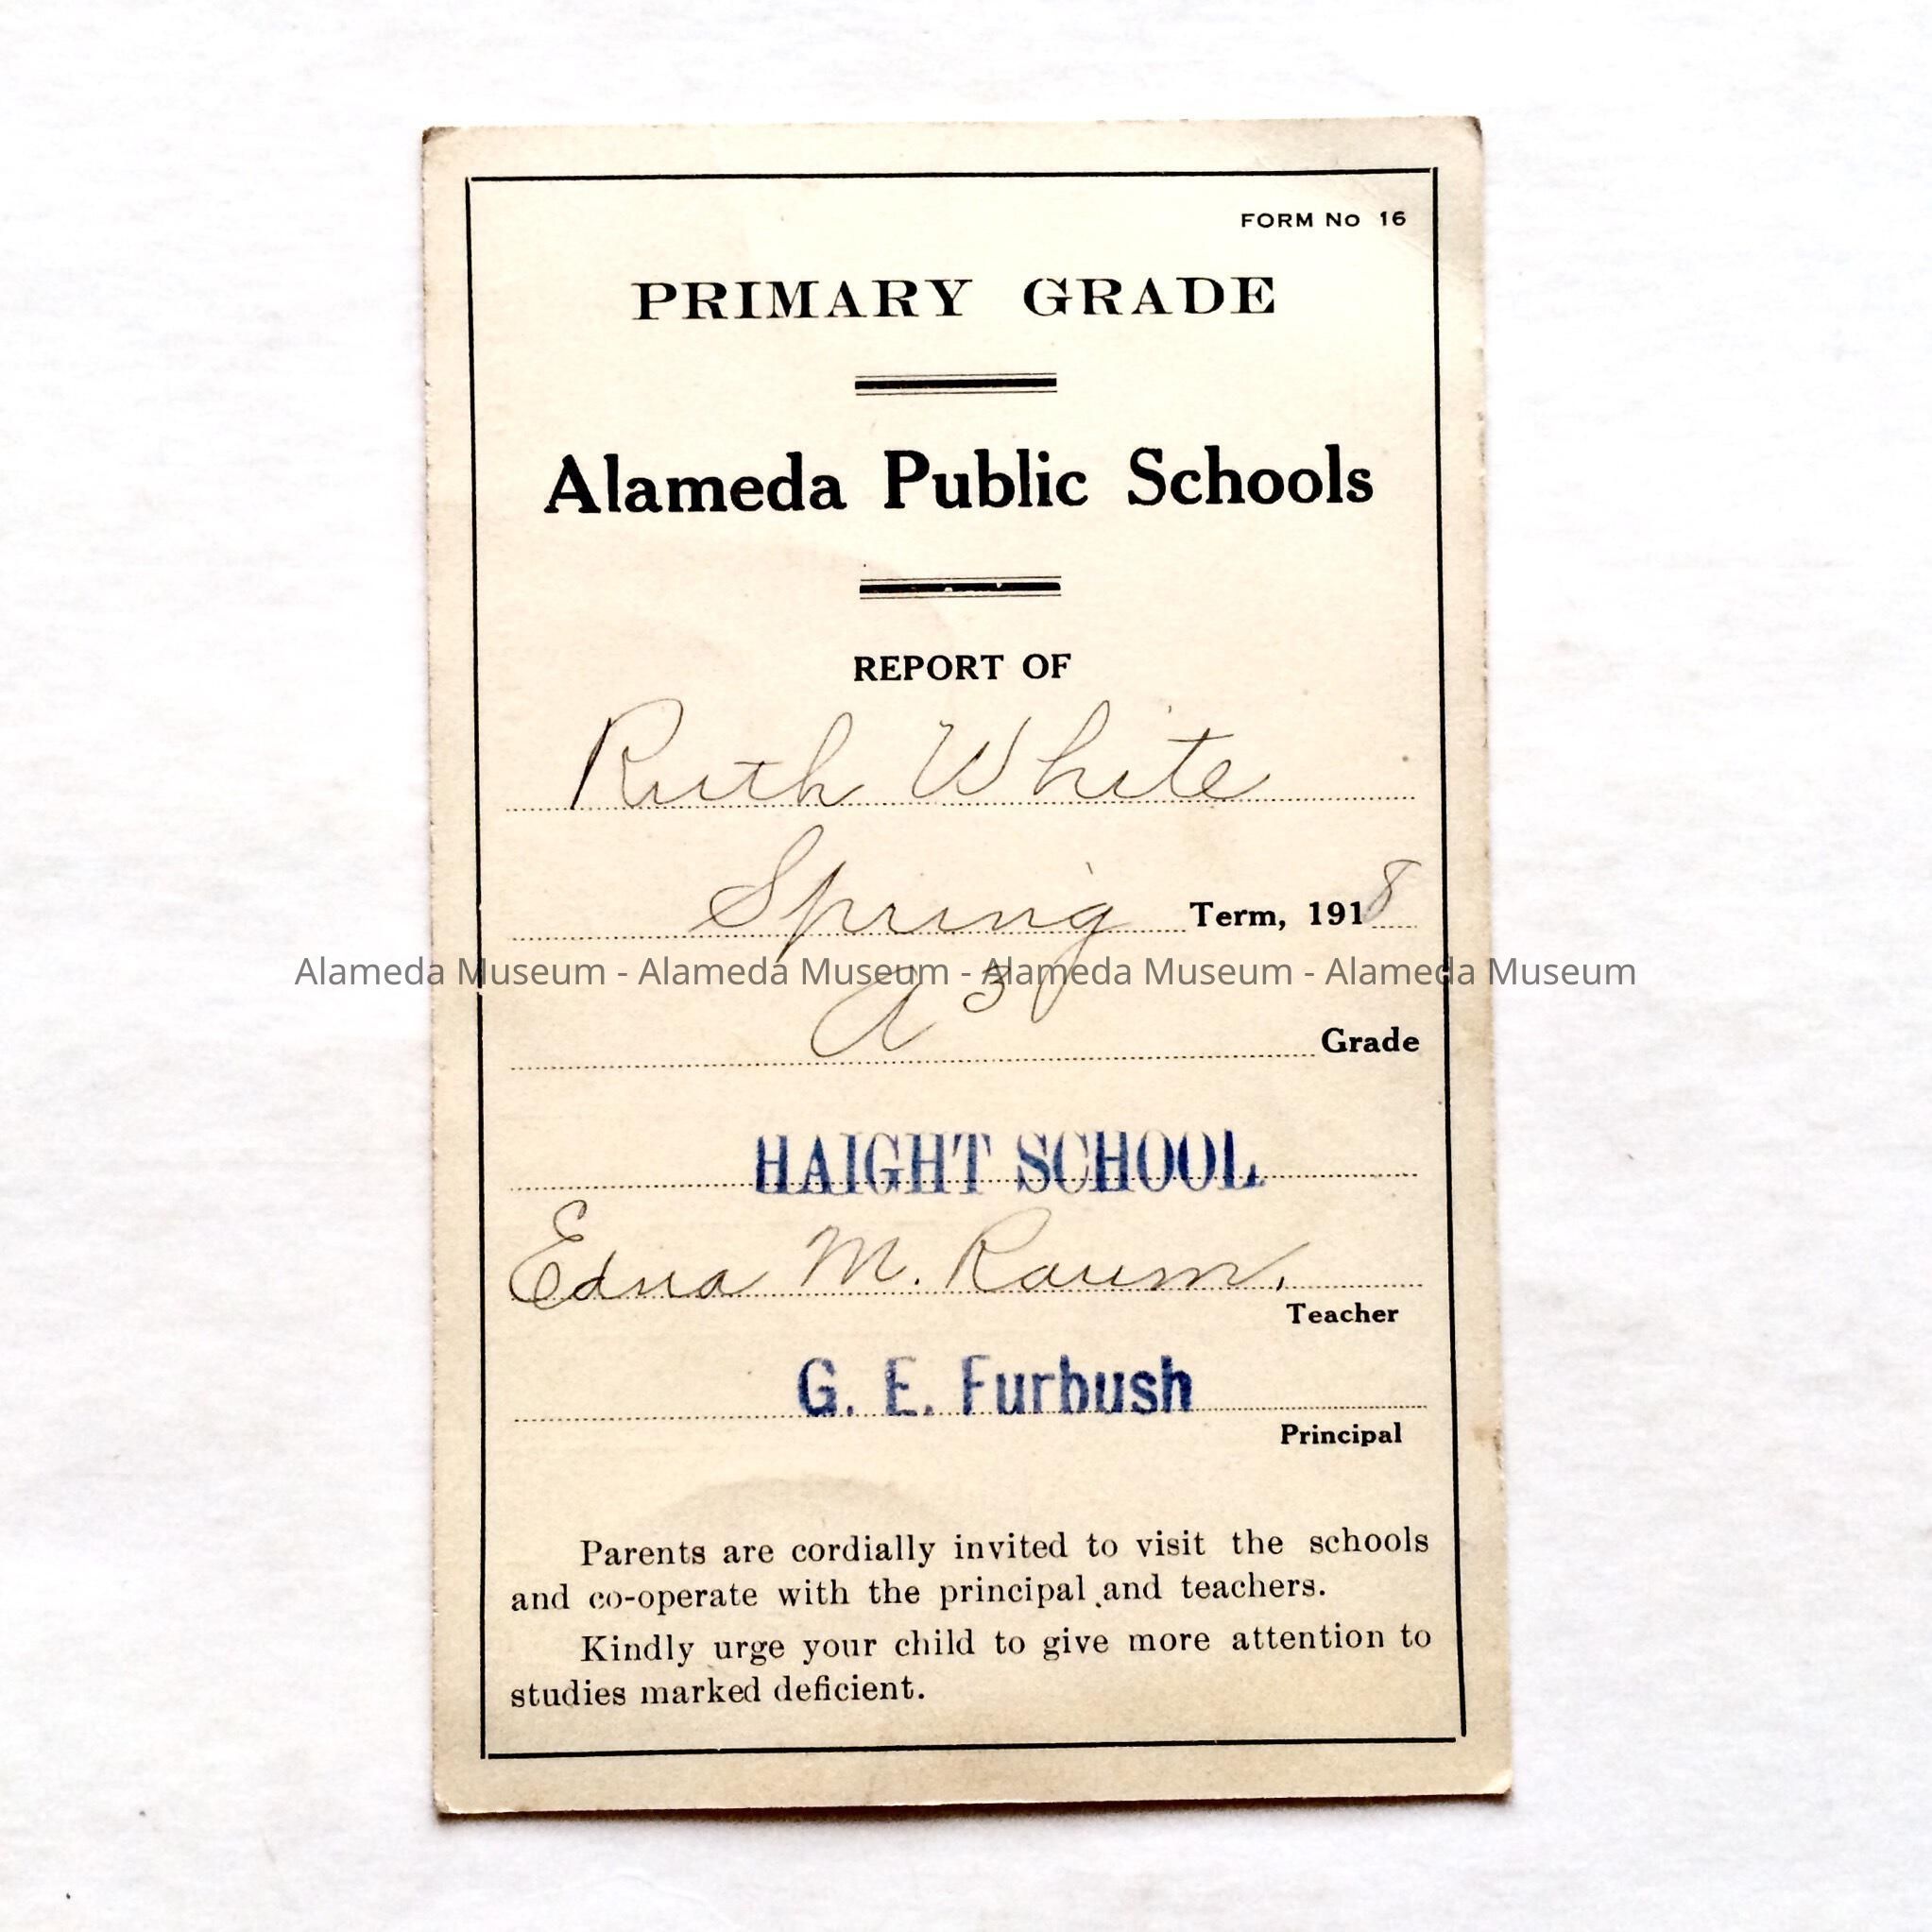 FORM No 16
PRIMARY GRADE
Alameda Public Schools
REPORT OF
Ruth White
Spring Term, 1918
Alameda Museum - Alameda Museum - Alameda Museum - Alameda Museum
A 3 Grade
HAIGHT SCHOOL
Edna M. Raum.
Teacher
G. E. Furbush
Principal
Parents are cordially invited to visit the schools
and co-operate with the principal and teachers.
Kindly urge your child to give more attention to
studies marked deficient.